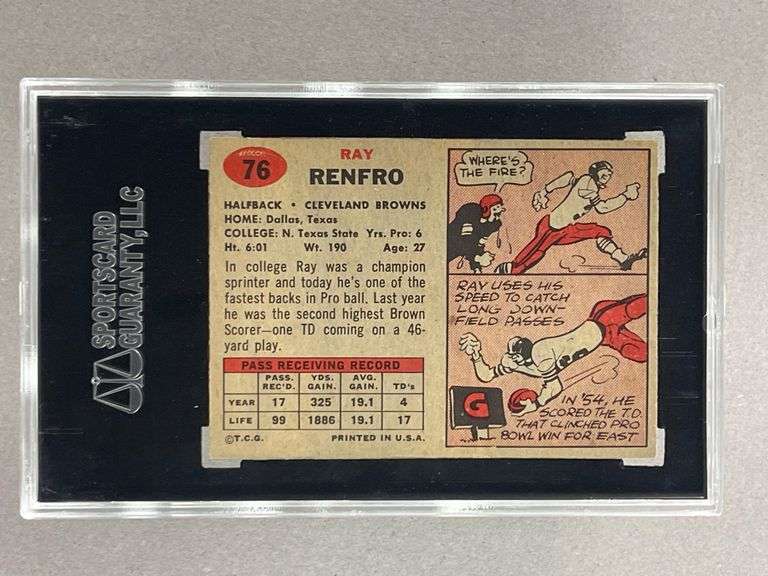 SPORTSCARD
GUARANTY, LLC
76
RAY
RENFRO
HALFBACK • CLEVELAND BROWNS
HOME: Dallas, Texas
COLLEGE: N. Texas State Yrs. Pro: 6
Ht. 6:01 Wt. 190 Age: 27
In college Ray was a champion
sprinter and today he's one of the
fastest backs in Pro ball. Last year
he was the second highest Brown
Scorer—one TD coming on a 46-
yard play.
PASS RECEIVING RECORD
PASS. YDS. AVG. TD's
REC'D. GAIN. GAIN.
YEAR 17 325 19.1 4
LIFE 99 1886 19.1 17
©T.C.G. PRINTED IN U.S.A.
WHERE'S
THE FIRE?
RAY USES HIS
SPEED TO CATCH
LONG DOWN-
FIELD PASSES
G
IN '54, HE
SCORED THE T.D.
THAT CLINCHED PRO
BOWL WIN FOR EAST